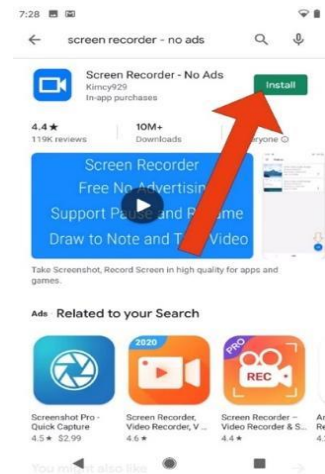 7:28
screen recorder - no ads
Screen Recorder - No Ads
Kimcy929
In-app purchases
Install
4.4★
119K reviews
10M+
Downloads
Screen Recorder
Free No Advertising
Support Pause and Resume
Draw to Note and Video
Take Screenshot, Record Screen in high quality for apps and
games.
Ads · Related to your Search
2020
PRO
REC
Screenshot Pro -
Quick Capture
4.5★ $2.99
Screen Recorder,
Video Recorder, V...
4.6★
Screen Recorder –
Video Recorder & S...
4.4★
You might also like